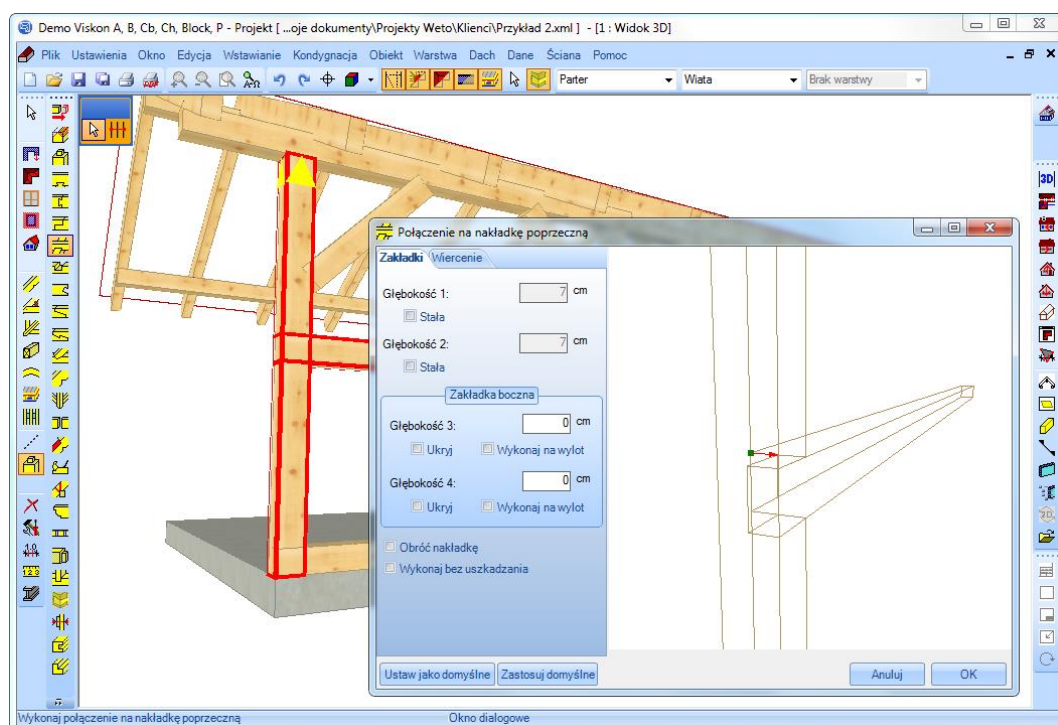 Demo Viskon A, B, Cb, Ch, Block, P - Projekt [ ...oje dokumenty\Projekty Weto\Klienci\Przykład 2.xml ] - [1 : Widok 3D]
Plik Ustawienia Okno Edycja Wstawianie Kondygnacja Obiekt Warstwa Dach Dane Ściana Pomoc
Parter Wiata Brak warstwy
Połączenie na nakładkę poprzeczną
Zakładki Wiercenie
Głębokość 1: 7 cm
Stała
Głębokość 2: 7 cm
Stała
Zakładka boczna
Głębokość 3: 0 cm
Ukryj Wykonaj na wylot
Głębokość 4: 0 cm
Ukryj Wykonaj na wylot
Obróć nakładkę
Wykonaj bez uszkadzania
Ustaw jako domyślne Zastosuj domyślne Anuluj OK
3D
2D
1 2 3
Wykonaj połączenie na nakładkę poprzeczną Okno dialogowe